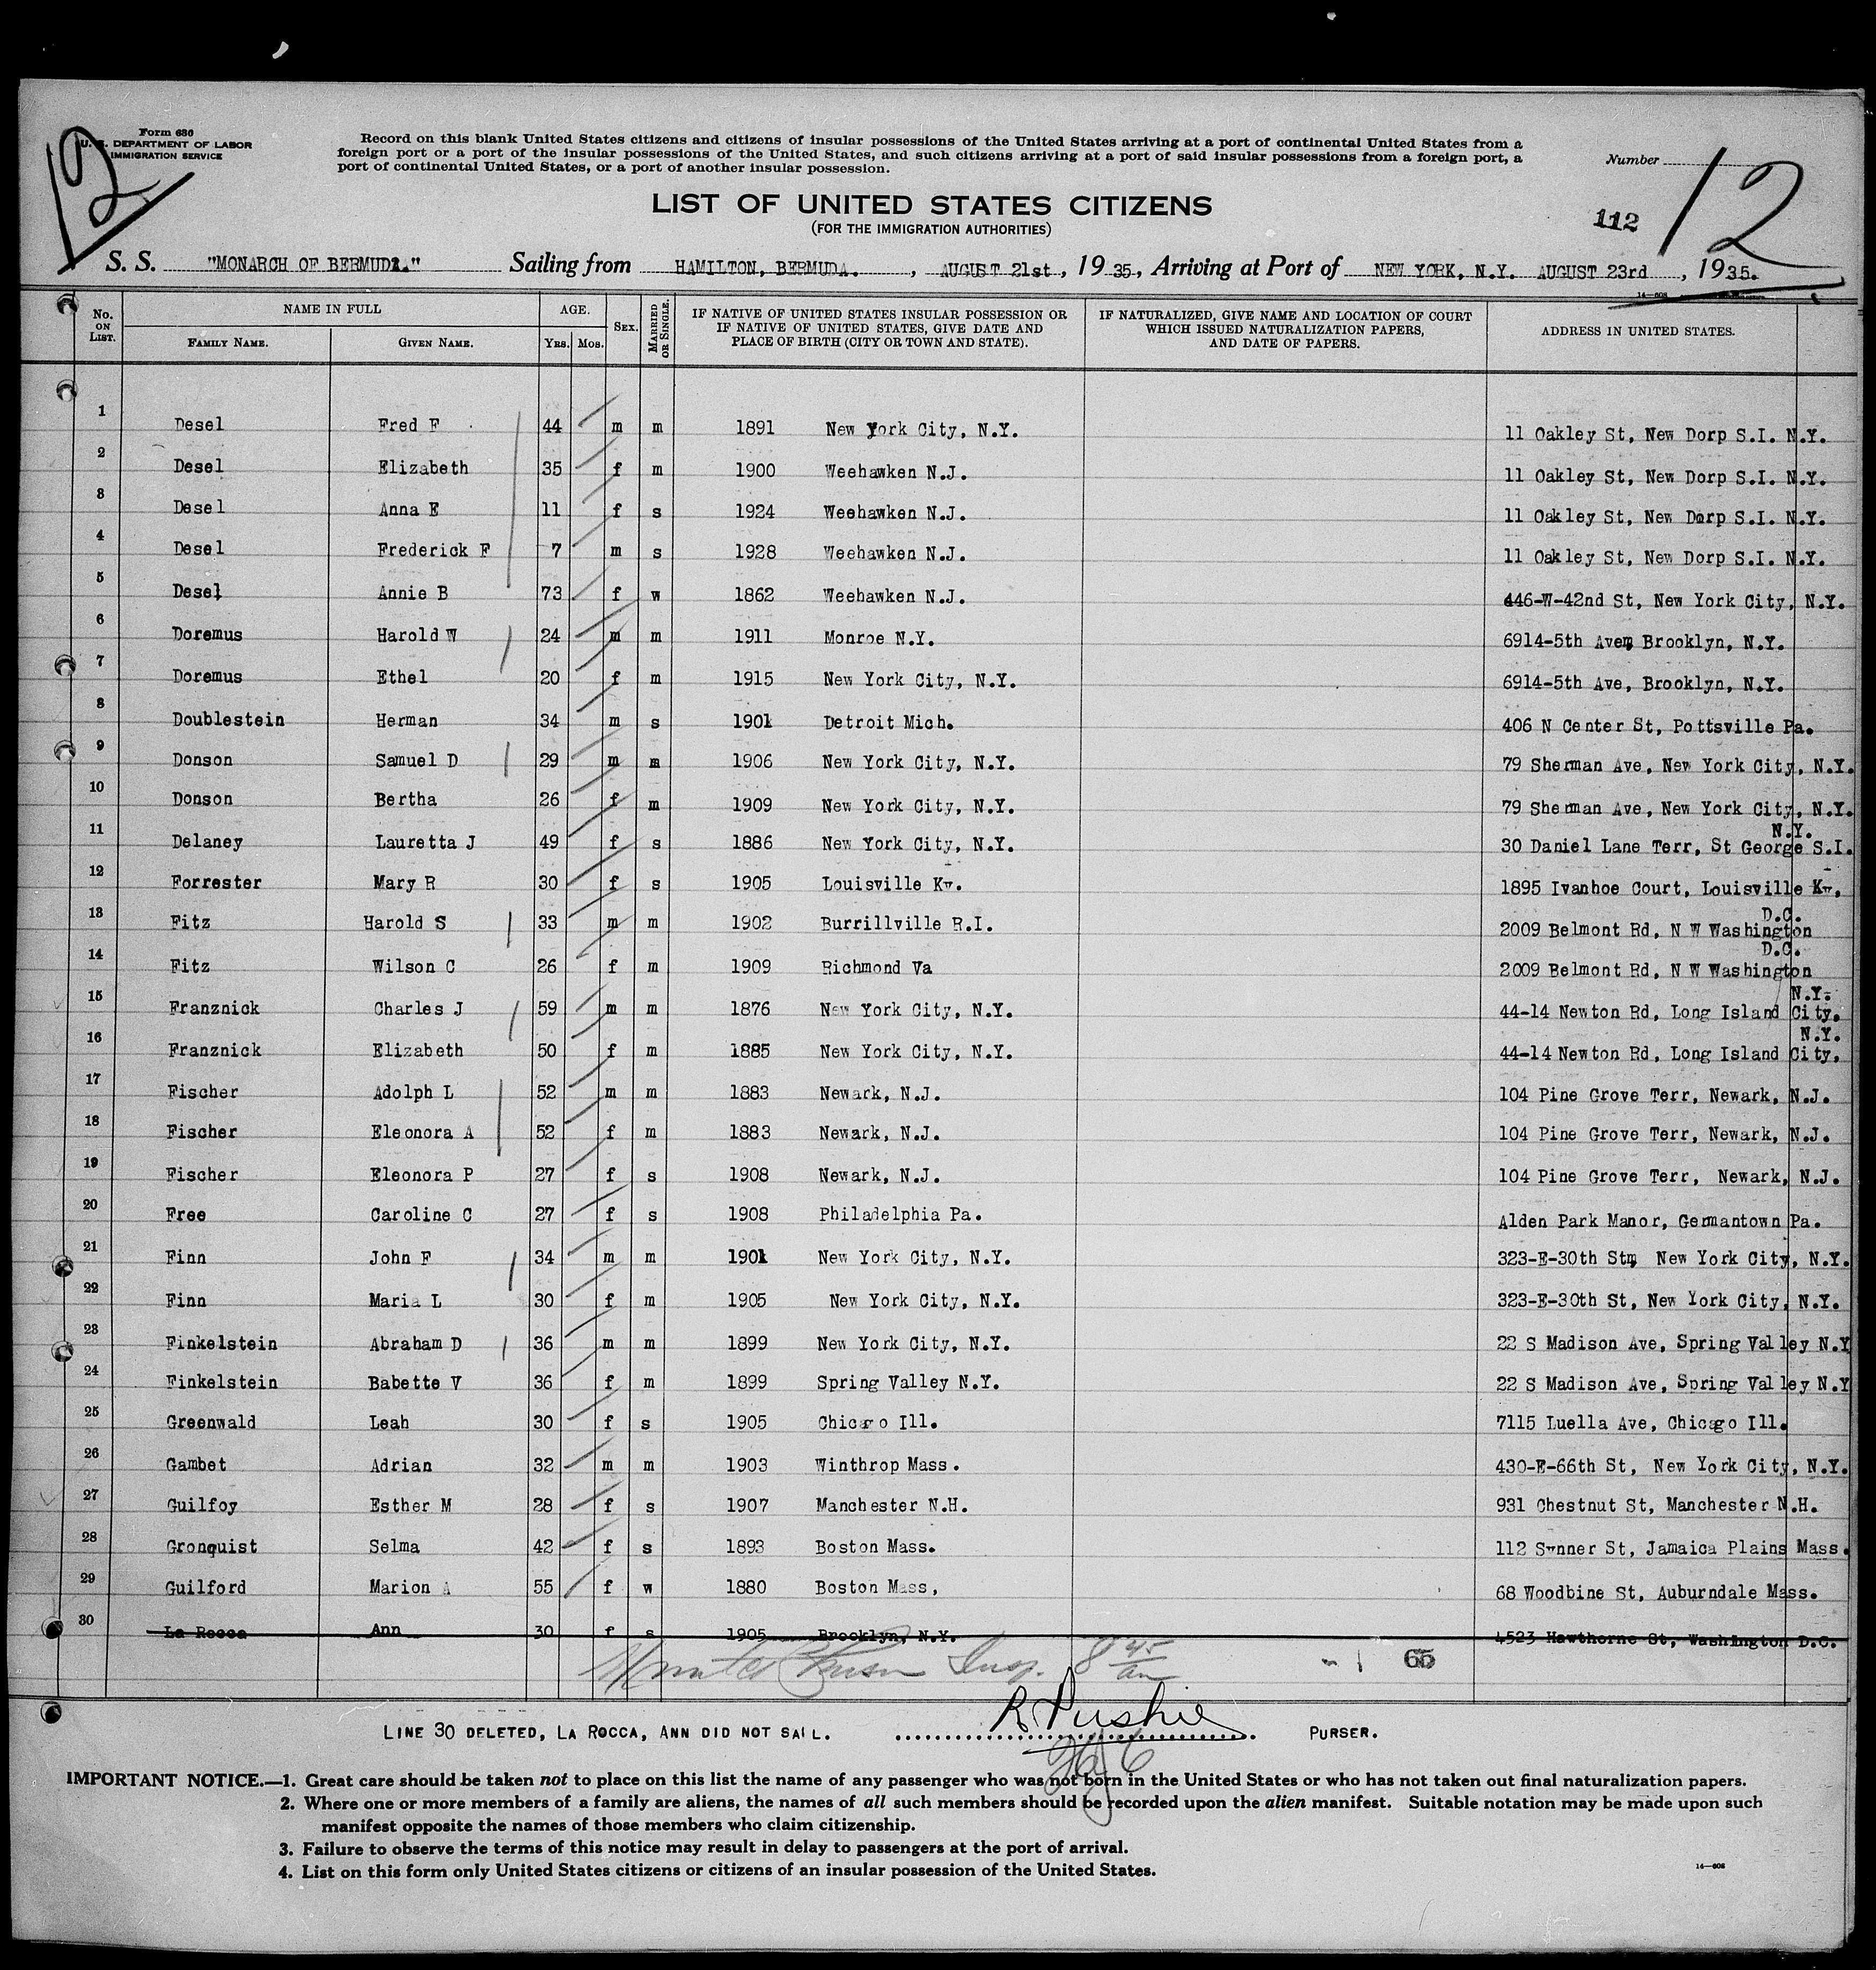 Form 630
U. S. DEPARTMENT OF LABOR
IMMIGRATION SERVICE
12
Record on this blank United States citizens and citizens of insular possessions of the United States arriving at a port of continental United States from a
foreign port or a port of the insular possessions of the United States, and such citizens arriving at a port of said insular possessions from a foreign port, a
port of continental United States, or a port of another insular possession.
Number
12
LIST OF UNITED STATES CITIZENS
(FOR THE IMMIGRATION AUTHORITIES)
112
S. S. "MONARCH OF BERMUDA." Sailing from HAMILTON, BERMUDA. , AUGUST 21st , 1935, Arriving at Port of NEW YORK, N.Y. AUGUST 23rd , 1935.
14—608
No. ON LIST. NAME IN FULL FAMILY NAME. GIVEN NAME. AGE. YRS. MOS. SEX. MARRIED OR SINGLE. IF NATIVE OF UNITED STATES INSULAR POSSESSION OR IF NATIVE OF UNITED STATES, GIVE DATE AND PLACE OF BIRTH (CITY OR TOWN AND STATE). IF NATURALIZED, GIVE NAME AND LOCATION OF COURT WHICH ISSUED NATURALIZATION PAPERS, AND DATE OF PAPERS. ADDRESS IN UNITED STATES.
1 Desel Fred F 44 m m 1891 New York City, N.Y. 11 Oakley St, New Dorp S.I. N.Y.
2 Desel Elizabeth 35 f m 1900 Weehawken N.J. 11 Oakley St, New Dorp S.I. N.Y.
3 Desel Anna E 11 f s 1924 Weehawken N.J. 11 Oakley St, New Dorp S.I. N.Y.
4 Desel Frederick F 7 m s 1928 Weehawken N.J. 11 Oakley St, New Dorp S.I. N.Y.
5 Desel Annie B 73 f w 1862 Weehawken N.J. 446-W-42nd St, New York City, N.Y.
6 Doremus Harold W 24 m m 1911 Monroe N.Y. 6914-5th Ave, Brooklyn, N.Y.
7 Doremus Ethel 20 f m 1915 New York City, N.Y. 6914-5th Ave, Brooklyn, N.Y.
8 Doublestein Herman 34 m s 1901 Detroit Mich. 406 N Center St, Pottsville Pa.
9 Donson Samuel D 29 m m 1906 New York City, N.Y. 79 Sherman Ave, New York City, N.Y.
10 Donson Bertha 26 f m 1909 New York City, N.Y. 79 Sherman Ave, New York City, N.Y.
11 Delaney Lauretta J 49 f s 1886 New York City, N.Y. 30 Daniel Lane Terr, St George S.I. N.Y.
12 Forrester Mary R 30 f s 1905 Louisville Ky. 1895 Ivanhoe Court, Louisville Ky,
13 Fitz Harold S 33 m m 1902 Burrillville R.I. 2009 Belmont Rd, N W Washington D.C.
14 Fitz Wilson C 26 f m 1909 Richmond Va 2009 Belmont Rd, N W Washington D.C.
15 Franznick Charles J 59 m m 1876 New York City, N.Y. 44-14 Newton Rd, Long Island City. N.Y.
16 Franznick Elizabeth 50 f m 1885 New York City, N.Y. 44-14 Newton Rd, Long Island City, N.Y.
17 Fischer Adolph L 52 m m 1883 Newark, N.J. 104 Pine Grove Terr, Newark, N.J.
18 Fischer Eleonora A 52 f m 1883 Newark, N.J. 104 Pine Grove Terr, Newark, N.J.
19 Fischer Eleonora P 27 f s 1908 Newark, N.J. 104 Pine Grove Terr, Newark, N.J.
20 Free Caroline C 27 f s 1908 Philadelphia Pa. Alden Park Manor, Germantown Pa.
21 Finn John F 34 m m 1901 New York City, N.Y. 323-E-30th St, New York City, N.Y.
22 Finn Maria L 30 f m 1905 New York City, N.Y. 323-E-30th St, New York City, N.Y.
23 Finkelstein Abraham D 36 m m 1899 New York City, N.Y. 22 S Madison Ave, Spring Valley N.Y
24 Finkelstein Babette V 36 f m 1899 Spring Valley N.Y. 22 S Madison Ave, Spring Valley N.Y
25 Greenwald Leah 30 f s 1905 Chicago Ill. 7115 Luella Ave, Chicago Ill.
26 Gambet Adrian 32 m m 1903 Winthrop Mass. 430-E-66th St, New York City, N.Y.
27 Guilfoy Esther M 28 f s 1907 Manchester N.H. 931 Chestnut St, Manchester N.H.
28 Gronquist Selma 42 f s 1893 Boston Mass. 112 St, Jamaica Plains Mass.
29 Guilford Marion A 55 f w 1880 Boston Mass, 68 Woodbine St, Auburndale Mass.
30 La Rocca Ann 30 f s 1905 Brooklyn, N.Y. 4523 Hawthorne St, Washington D.C.
Insp. 8 45 am - 1 65
LINE 30 DELETED, LA ROCCA, ANN DID NOT SAIL. R Pushie PURSER.
IMPORTANT NOTICE.—1. Great care should be taken not to place on this list the name of any passenger who was not born in the United States or who has not taken out final naturalization papers.
2. Where one or more members of a family are aliens, the names of all such members should be recorded upon the alien manifest. Suitable notation may be made upon such
manifest opposite the names of those members who claim citizenship.
3. Failure to observe the terms of this notice may result in delay to passengers at the port of arrival.
4. List on this form only United States citizens or citizens of an insular possession of the United States.
14—608